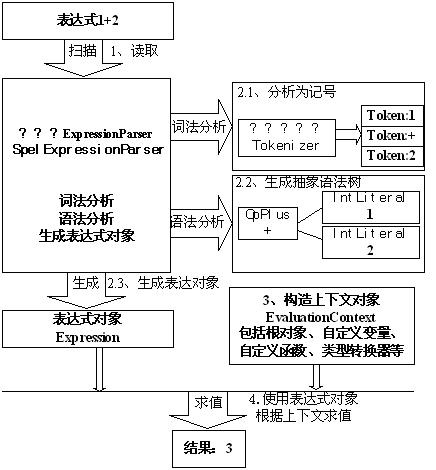 表达式1+2
扫描
1、读取
？？？ExpressionParser
SpelExpressionParser
词法分析
语法分析
生成表达式对象
词法分析
2.1、分析为记号
？？？？？
Tokenizer
Token:1
Token:+
Token:2
语法分析
2.2、生成抽象语法树
OpPlus
+
IntLiteral
1
IntLiteral
2
生成
2.3、生成表达对象
表达式对象
Expression
3、构造上下文对象
EvaluationContext
包括根对象、自定义变量、
自定义函数、类型转换器等
求值
4.使用表达式对象
根据上下文求值
结果：3